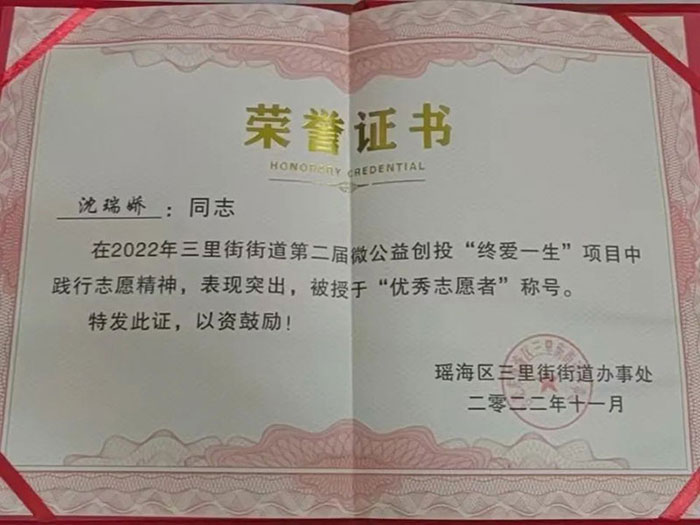 荣誉证书
HONORARY CREDENTIAL
沈瑞娇：同志
在2022年三里街街道第二届微公益创投“终爱一生”项目中
践行志愿精神，表现突出，被授于“优秀志愿者”称号。
特发此证，以资鼓励！
瑶海区三里街街道办事处
二零二二年十一月